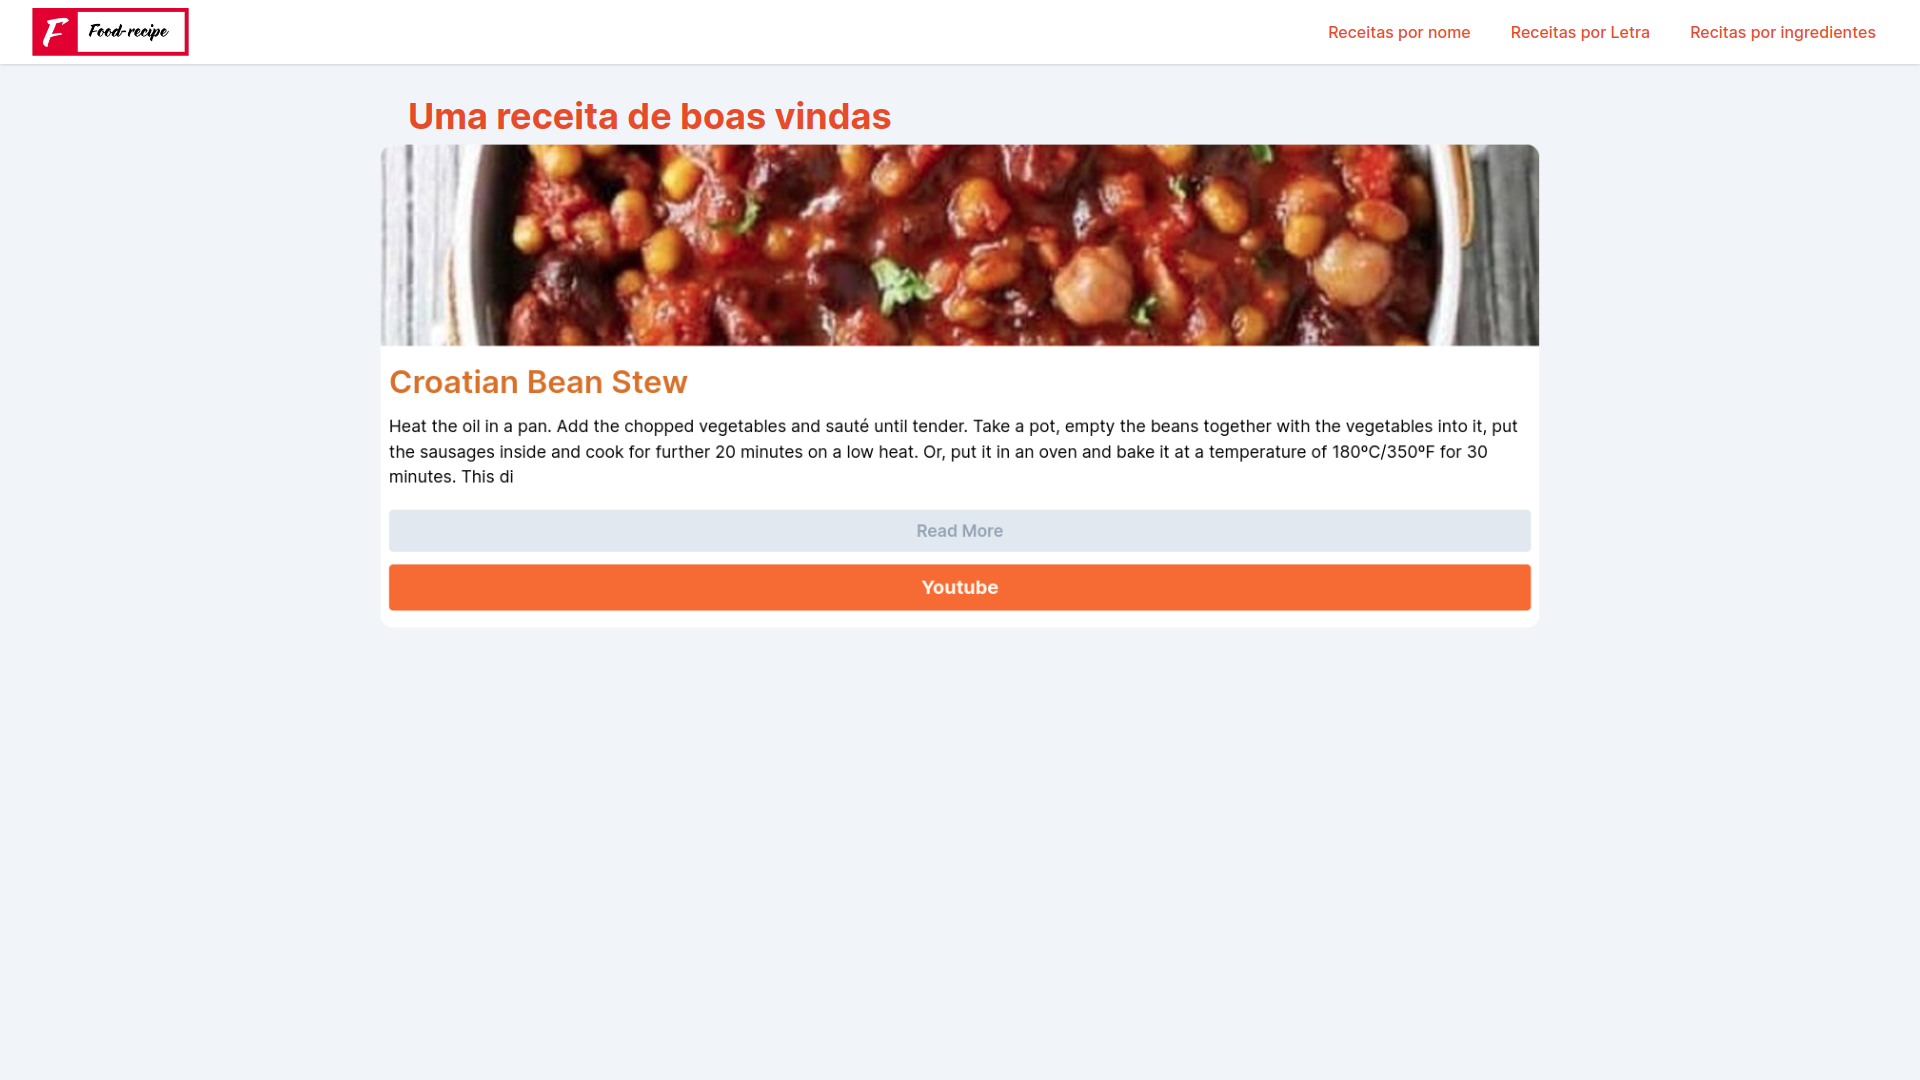 F Food-recipe
Receitas por nome
Receitas por Letra
Recitas por ingredientes
Uma receita de boas vindas
Croatian Bean Stew
Heat the oil in a pan. Add the chopped vegetables and sauté until tender. Take a pot, empty the beans together with the vegetables into it, put
the sausages inside and cook for further 20 minutes on a low heat. Or, put it in an oven and bake it at a temperature of 180ºC/350ºF for 30
minutes. This di
Read More
Youtube